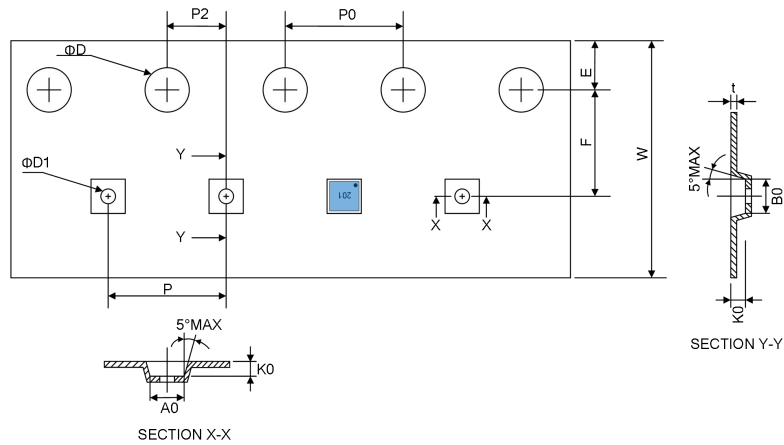 P2
P0
ΦD
E
F
W
t
Y
ΦD1
201
5°MAX
B0
X
X
Y
P
K0
SECTION Y-Y
5°MAX
K0
A0
SECTION X-X